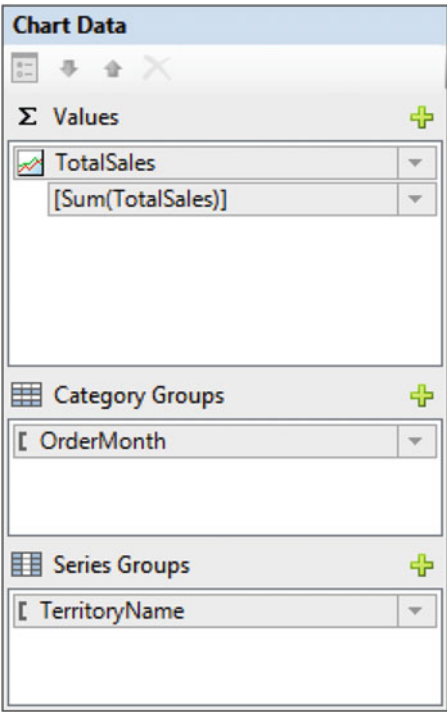 Chart Data
Σ Values
TotalSales
[Sum(TotalSales)]
Category Groups
[ OrderMonth
Series Groups
[ TerritoryName